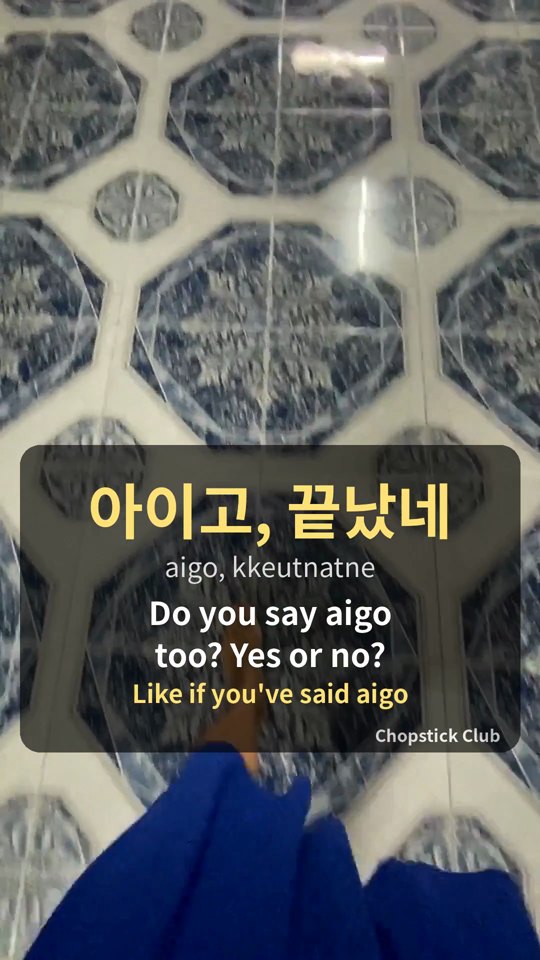 아이고, 끝났네
aigo, kkeutnatne
Do you say aigo
too? Yes or no?
Like if you've said aigo
Chopstick Club